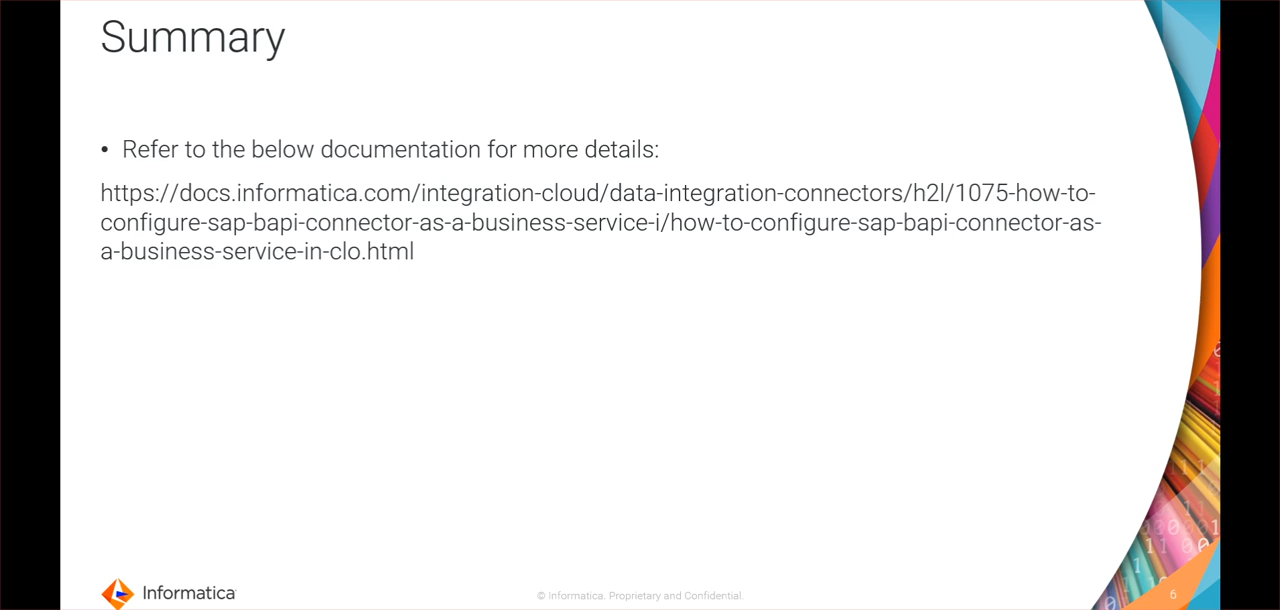 Summary
• Refer to the below documentation for more details:
https://docs.informatica.com/integration-cloud/data-integration-connectors/h2l/1075-how-to-
configure-sap-bapi-connector-as-a-business-service-i/how-to-configure-sap-bapi-connector-as-
a-business-service-in-clo.html
Informatica
© Informatica. Proprietary and Confidential.
6